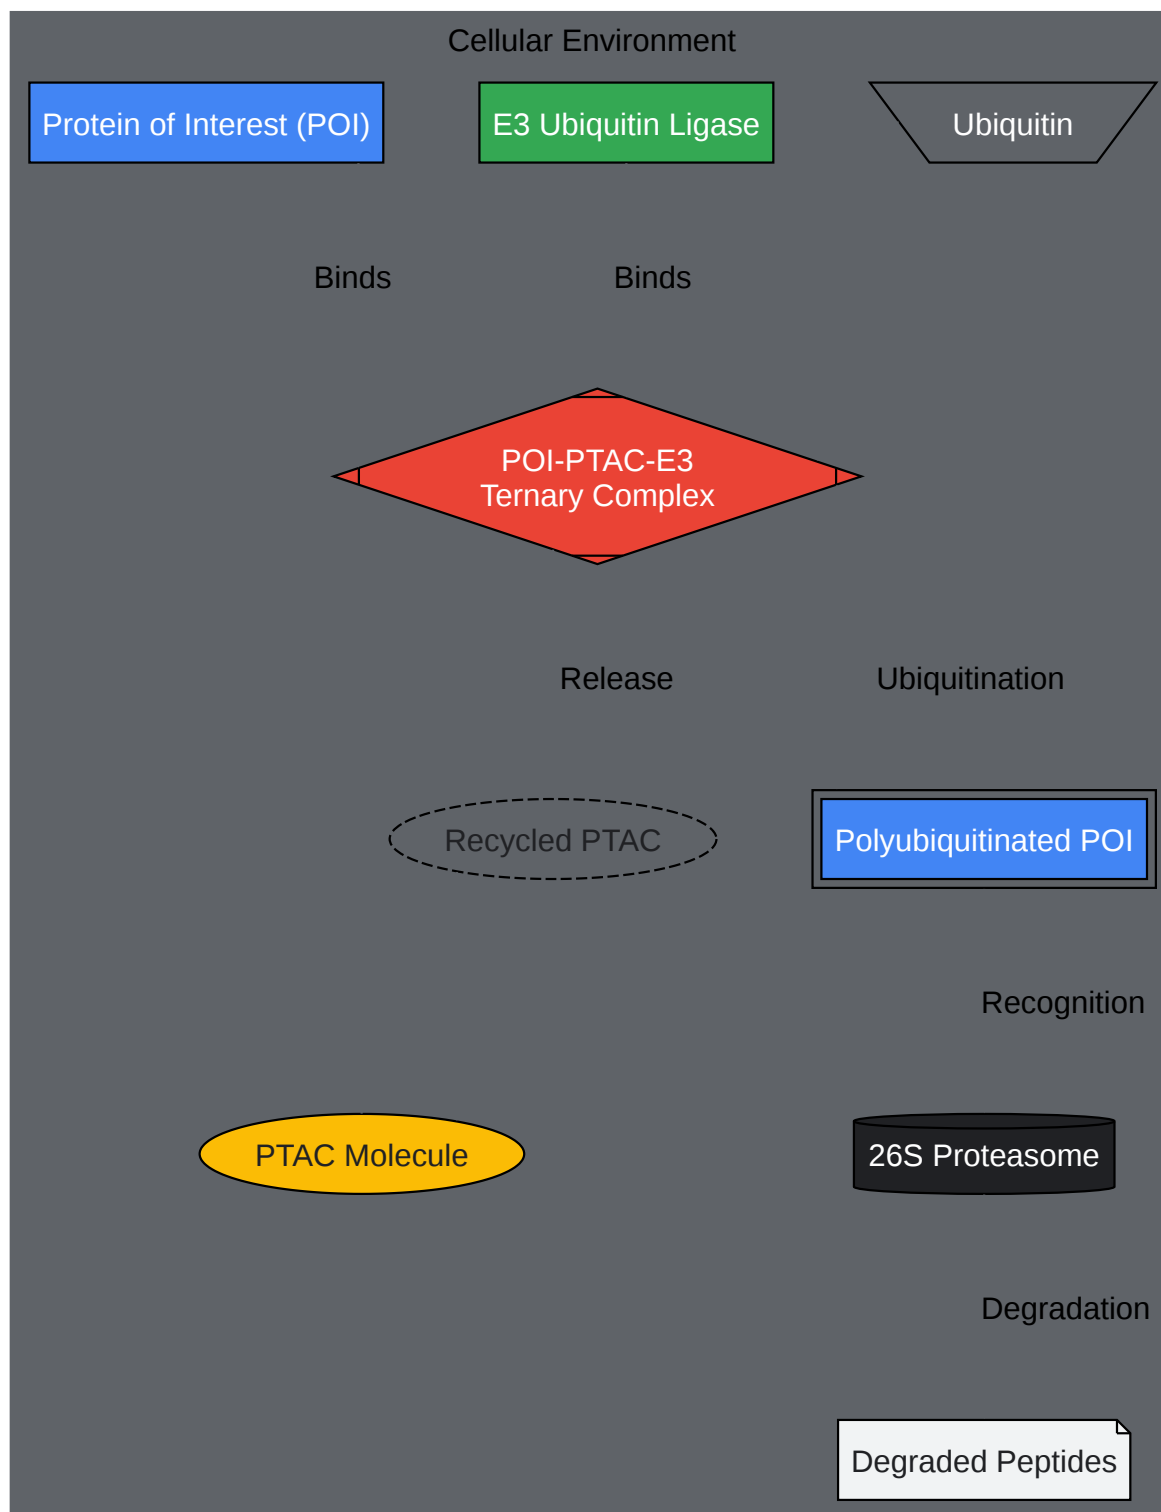 Cellular Environment
Protein of Interest (POI)
E3 Ubiquitin Ligase
Ubiquitin
Binds
Binds
POI-PTAC-E3
Ternary Complex
Release
Ubiquitination
Recycled PTAC
Polyubiquitinated POI
Recognition
PTAC Molecule
26S Proteasome
Degradation
Degraded Peptides